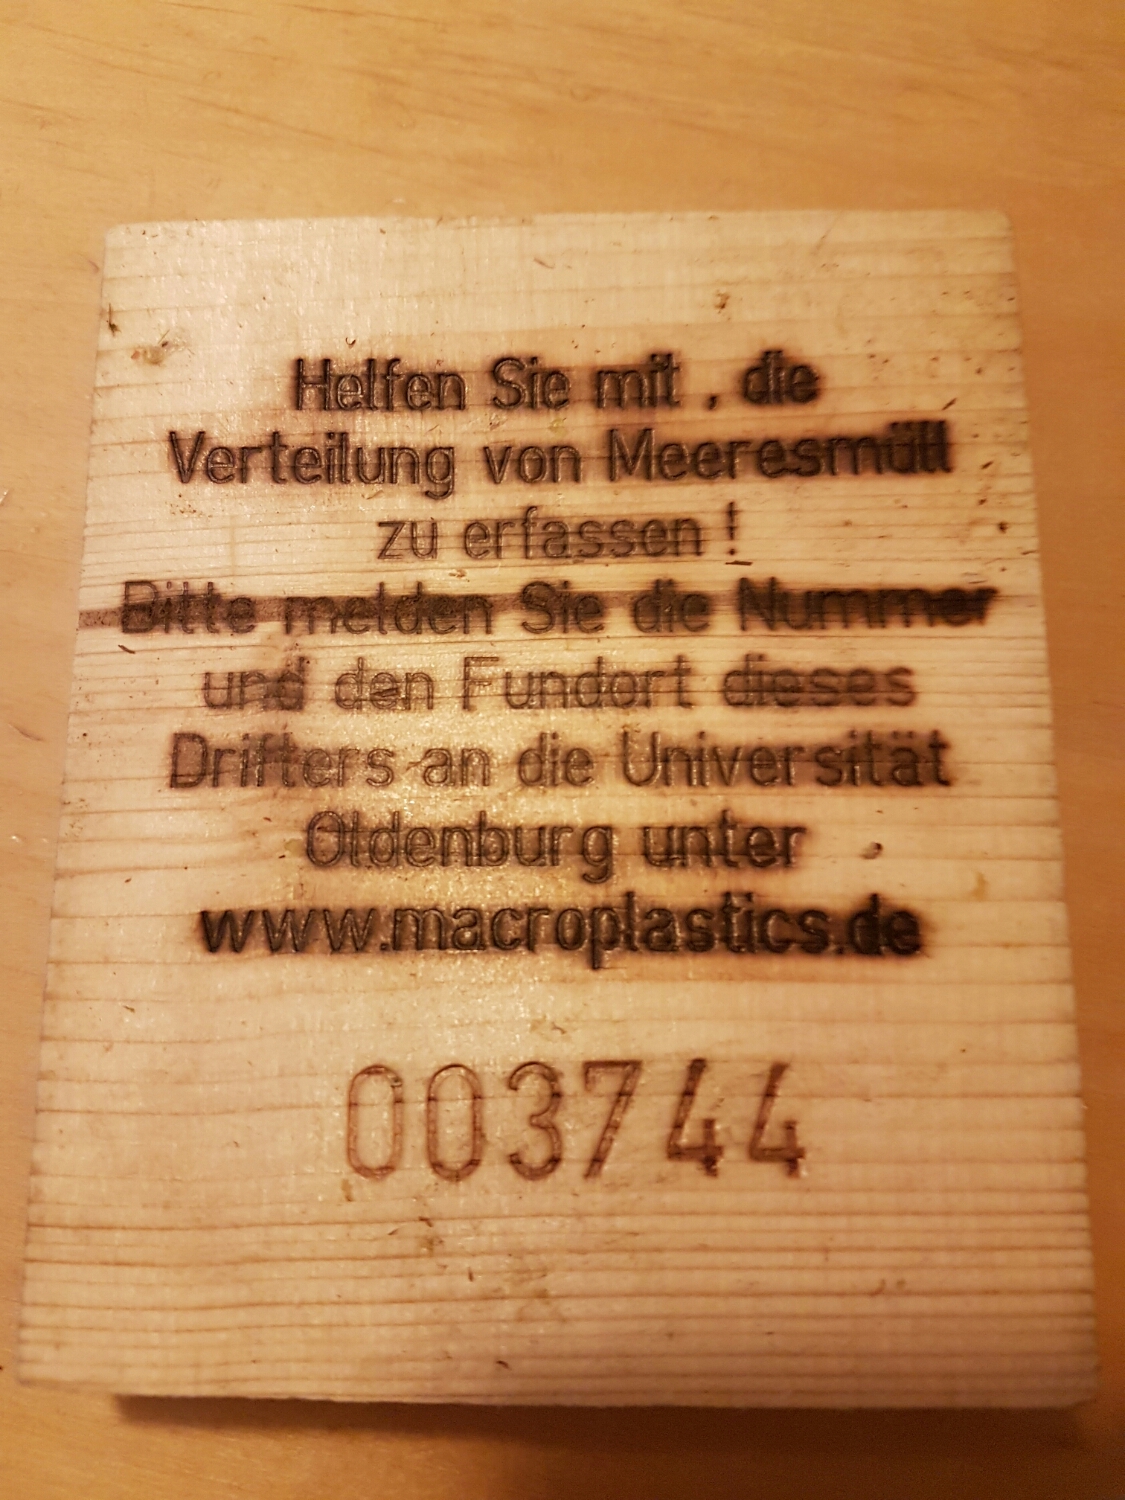 Helfen Sie mit , die
Verteilung von Meeresmüll
zu erfassen !
Bitte melden Sie die Nummer
und den Fundort dieses
Drifters an die Universität
Oldenburg unter
www.macroplastics.de
003744